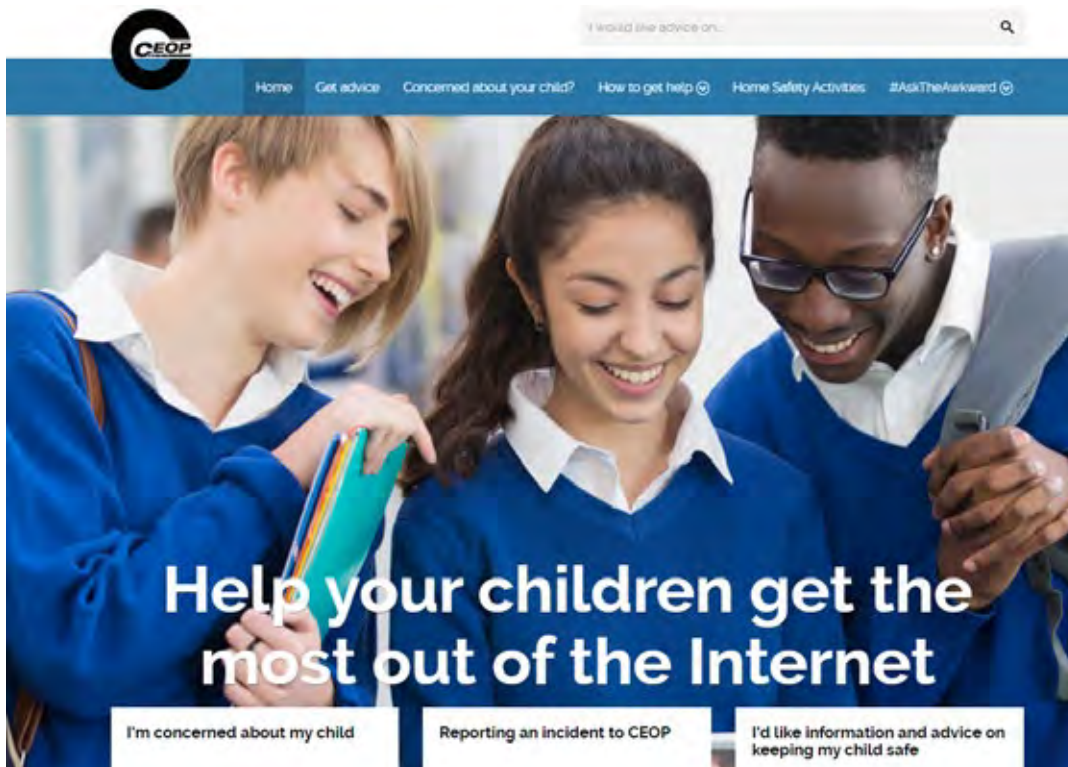 CEOP
I would like advice on...
Home Get advice Concerned about your child? How to get help Home Safety Activities #AskTheAwkward
Help your children get the
most out of the Internet
I'm concerned about my child
Reporting an incident to CEOP
I'd like information and advice on
keeping my child safe